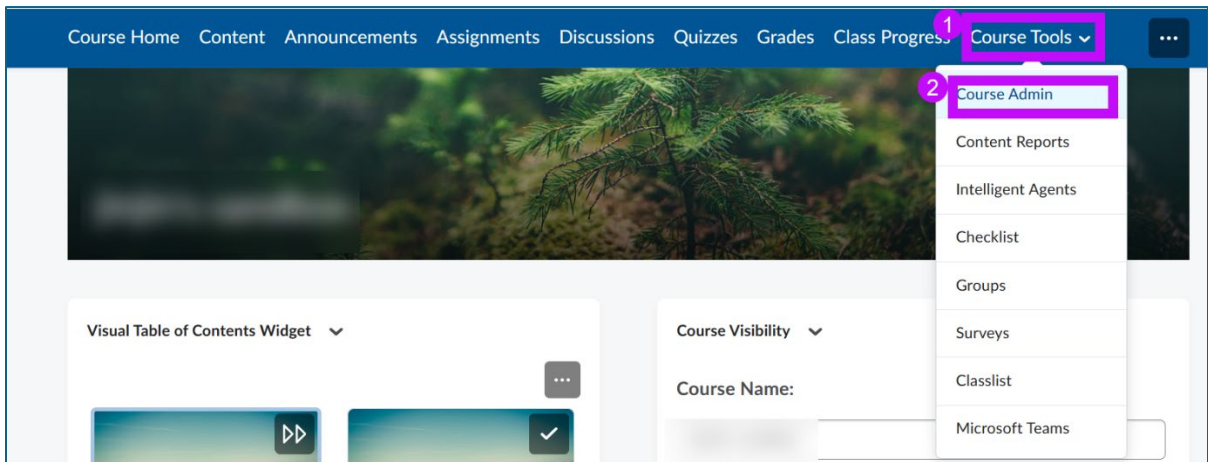 Course Home Content Announcements Assignments Discussions Quizzes Grades Class Progress Course Tools
1
2
Course Admin
Content Reports
Intelligent Agents
Checklist
Groups
Surveys
Classlist
Microsoft Teams
Visual Table of Contents Widget
Course Visibility
Course Name: